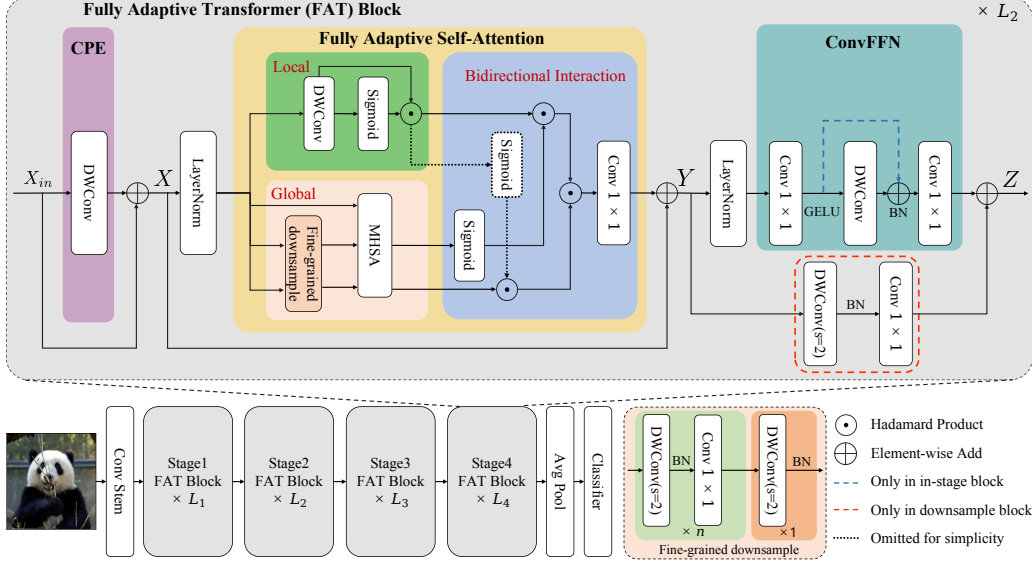 Fully Adaptive Transformer (FAT) Block
× L₂
CPE
Fully Adaptive Self-Attention
ConvFFN
Local
Bidirectional Interaction
DWConv
Sigmoid
Sigmoid
X_in
DWConv
X
LayerNorm
Conv 1 × 1
Y
LayerNorm
Conv 1 × 1
GELU
DWConv
BN
Conv 1 × 1
Z
Global
Fine-grained downsample
MHSA
Sigmoid
DWConv(s=2)
BN
Conv 1 × 1
Conv Stem
Stage1
FAT Block
× L₁
Stage2
FAT Block
× L₂
Stage3
FAT Block
× L₃
Stage4
FAT Block
× L₄
Avg Pool
Classifier
DWConv(s=2)
BN
Conv 1 × 1
× n
DWConv(s=2)
BN
×1
Fine-grained downsample
Hadamard Product
Element-wise Add
Only in in-stage block
Only in downsample block
Omitted for simplicity